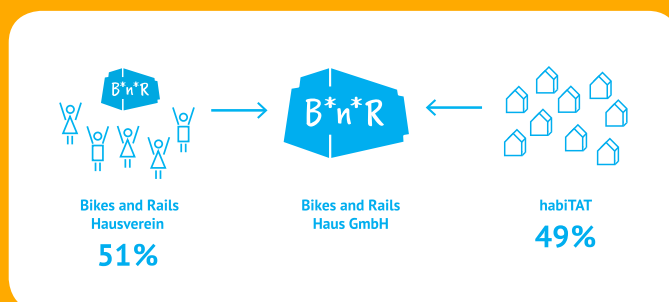 B*n*R
B*n*R
Bikes and Rails
Hausverein
51%
Bikes and Rails
Haus GmbH
habiTAT
49%